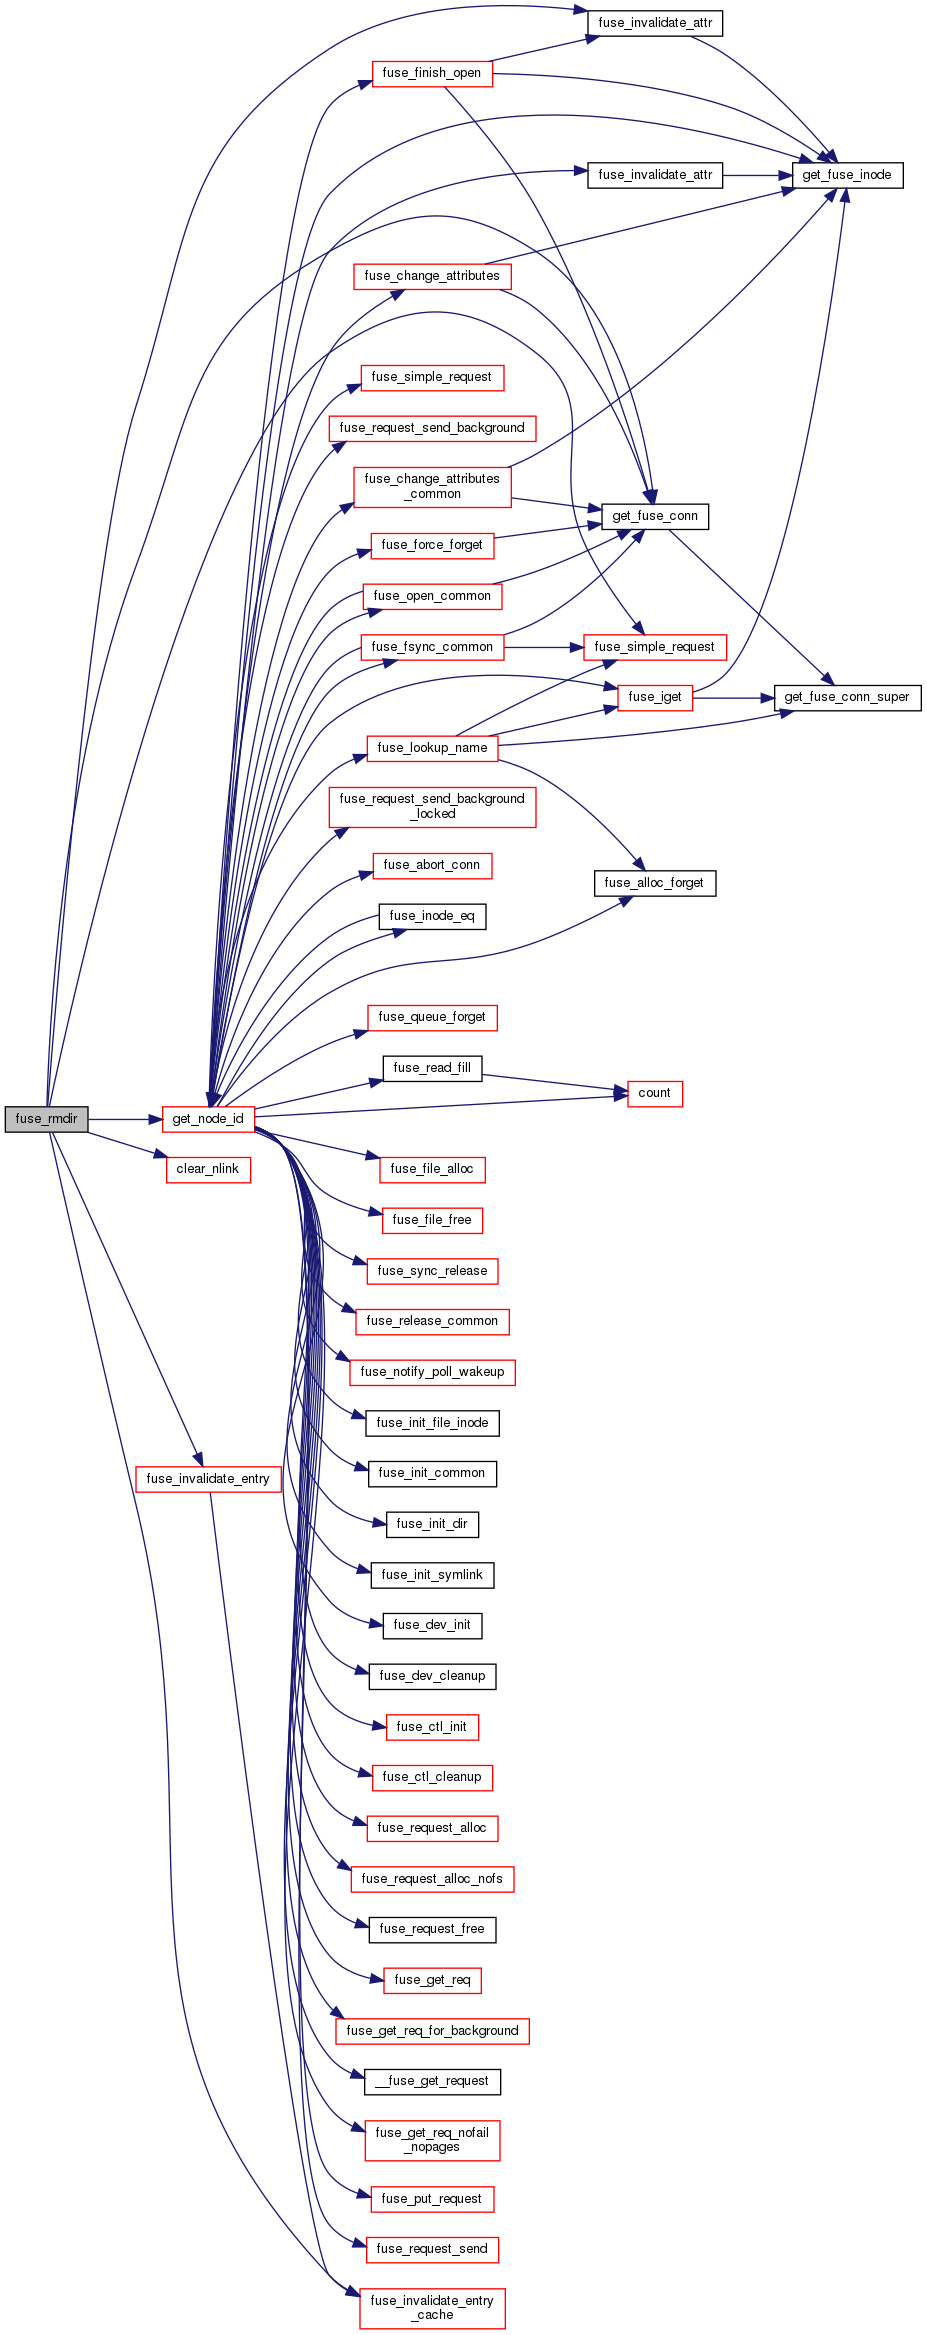 fuse_invalidate_attr
fuse_finish_open
fuse_invalidate_attr
get_fuse_inode
fuse_change_attributes
fuse_simple_request
fuse_request_send_background
fuse_change_attributes
_common
get_fuse_conn
fuse_force_forget
fuse_open_common
fuse_fsync_common
fuse_simple_request
fuse_iget
get_fuse_conn_super
fuse_lookup_name
fuse_request_send_background
_locked
fuse_abort_conn
fuse_alloc_forget
fuse_inode_eq
fuse_queue_forget
fuse_read_fill
count
fuse_rmdir
get_node_id
clear_nlink
fuse_file_alloc
fuse_file_free
fuse_sync_release
fuse_release_common
fuse_notify_poll_wakeup
fuse_init_file_inode
fuse_init_common
fuse_invalidate_entry
fuse_init_dir
fuse_init_symlink
fuse_dev_init
fuse_dev_cleanup
fuse_ctl_init
fuse_ctl_cleanup
fuse_request_alloc
fuse_request_alloc_nofs
fuse_request_free
fuse_get_req
fuse_get_req_for_background
__fuse_get_request
fuse_get_req_nofail
_nopages
fuse_put_request
fuse_request_send
fuse_invalidate_entry
_cache